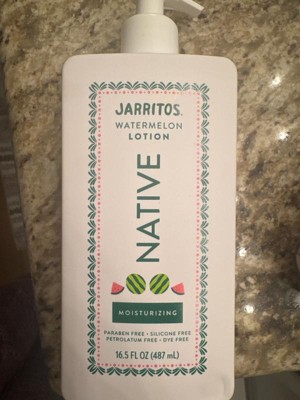 JARRITOS.
WATERMELON
LOTION
NATIVE
MOISTURIZING
PARABEN FREE • SILICONE FREE
PETROLATUM FREE • DYE FREE
16.5 FL OZ (487 mL)